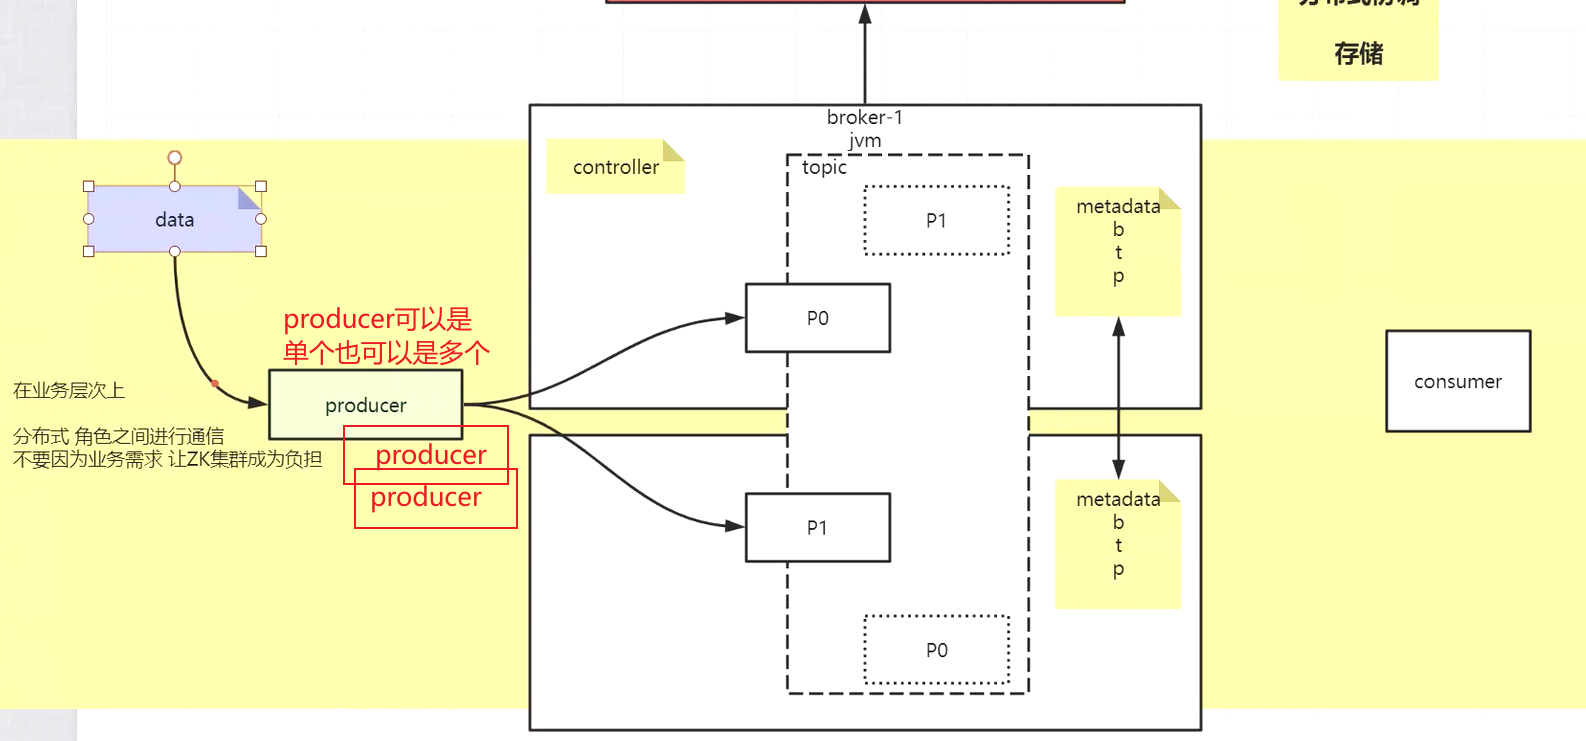 存储
broker-1
jvm
controller
topic
P1
metadata
b
t
p
data
P0
producer可以是
单个也可以是多个
在业务层次上
producer
consumer
分布式 角色之间进行通信
不要因为业务需求 让ZK集群成为负担
producer
producer
P1
metadata
b
t
p
P0